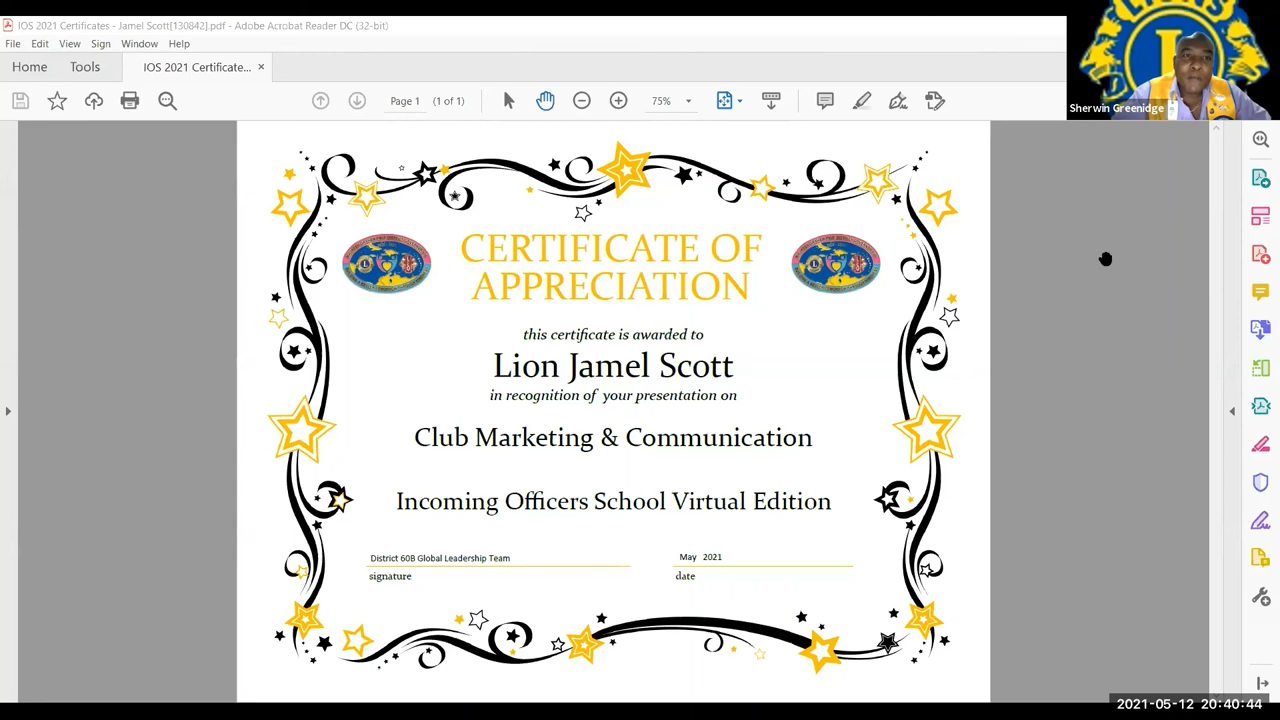 IOS 2021 Certificates - Jamel Scott[130842].pdf - Adobe Acrobat Reader DC (32-bit)
File Edit View Sign Window Help
Home Tools IOS 2021 Certificate... ×
Page 1 (1 of 1) 75%
Sherwin Greenidge
CERTIFICATE OF
APPRECIATION
this certificate is awarded to
Lion Jamel Scott
in recognition of your presentation on
Club Marketing & Communication
Incoming Officers School Virtual Edition
District 60B Global Leadership Team May 2021
signature date
2021-05-12 20:40:44